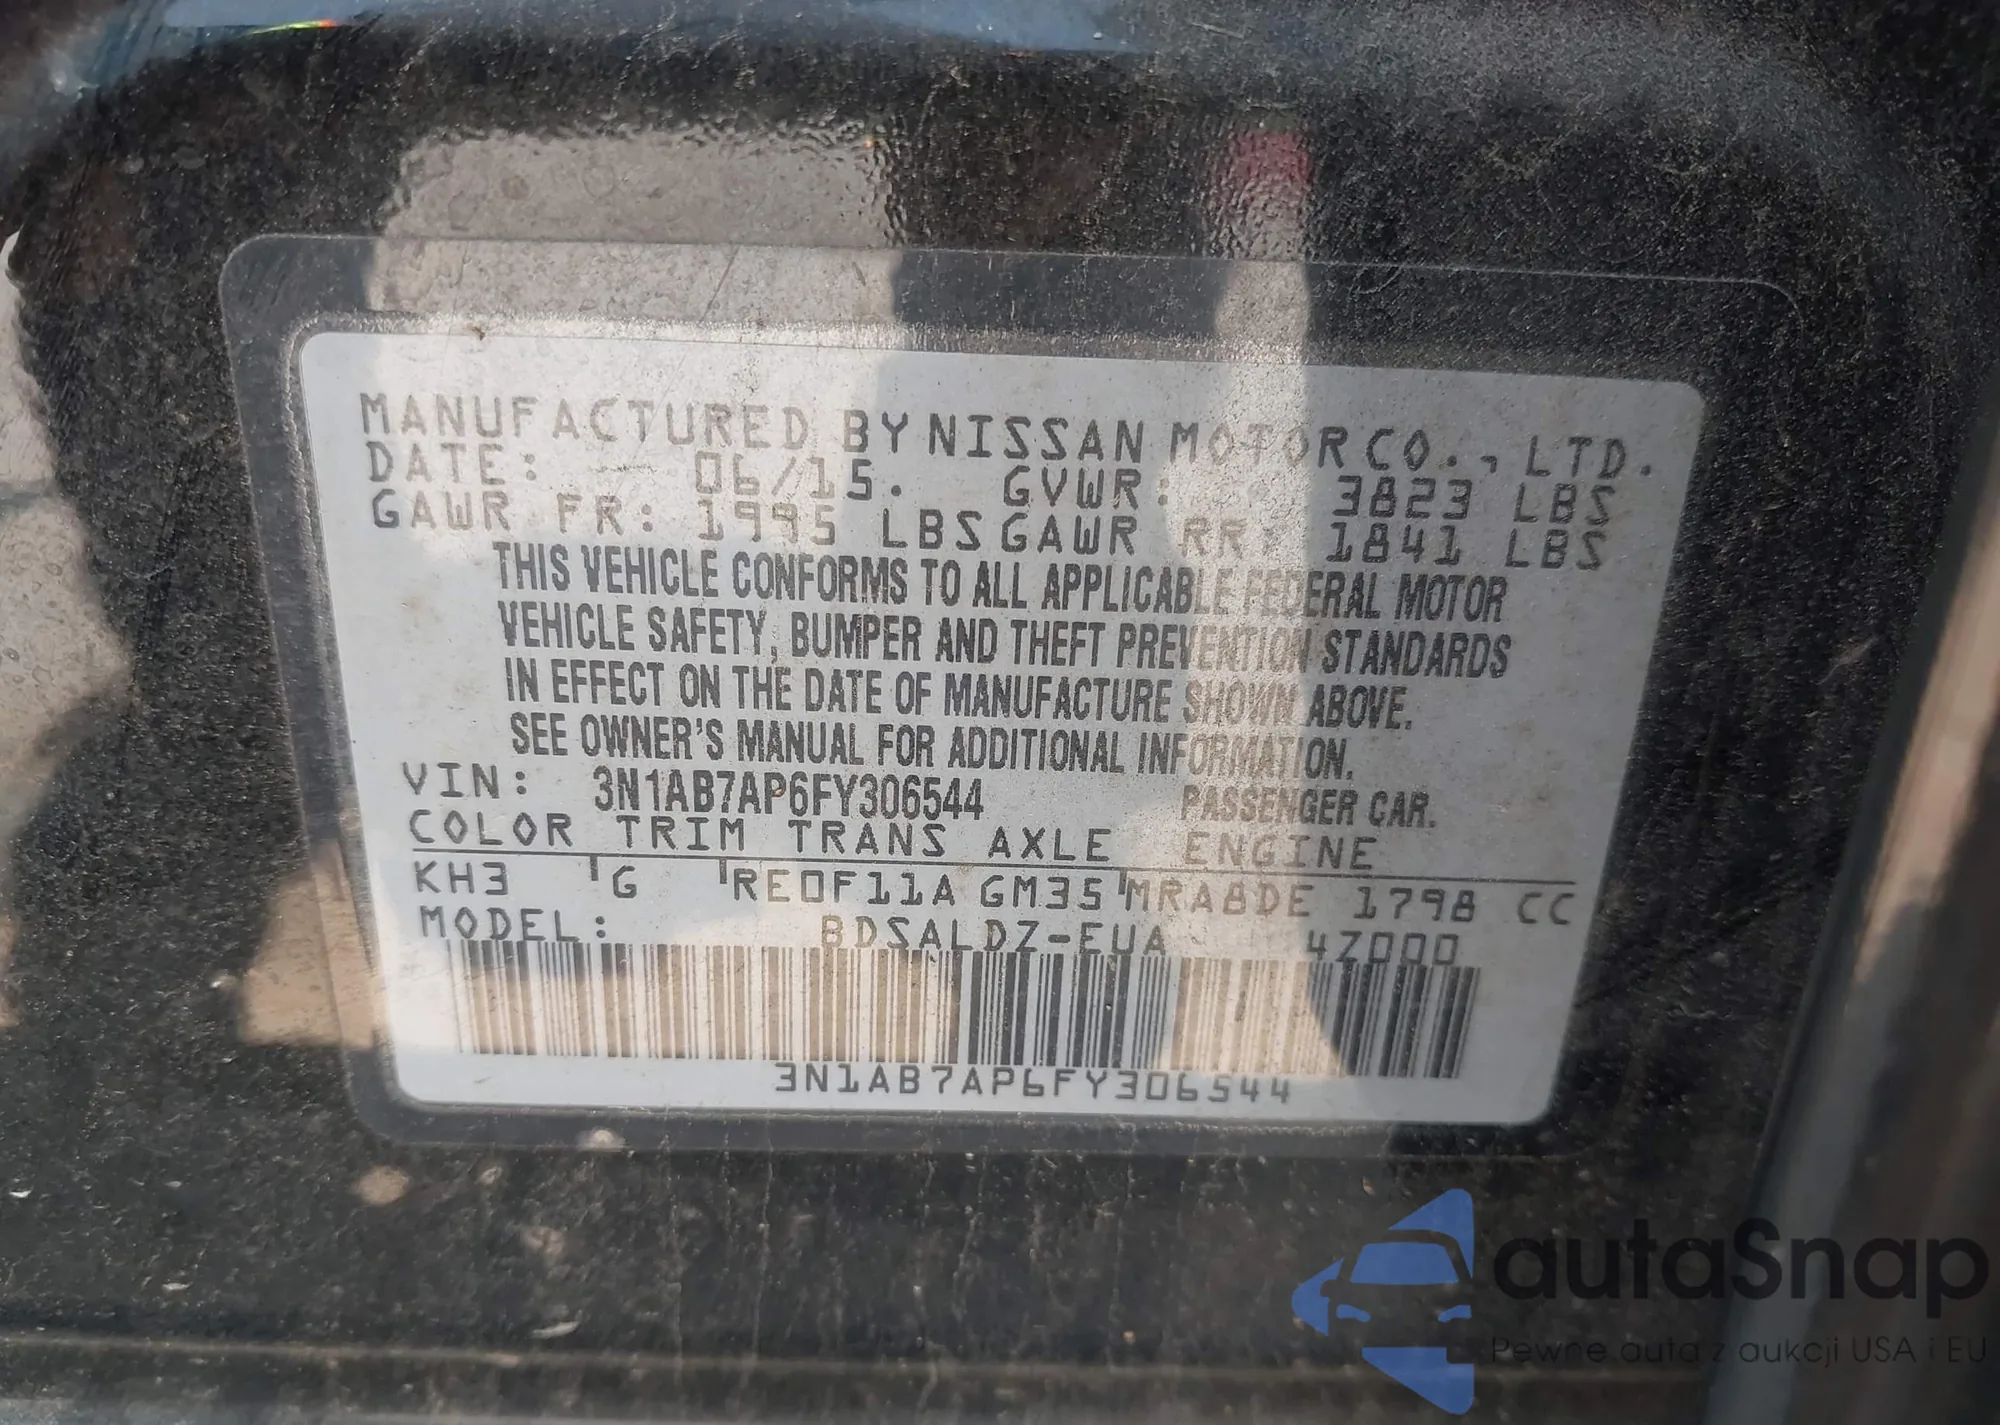 MANUFACTURED BY NISSAN MOTOR CO., LTD.
DATE: 06/15. GVWR: 3823 LBS
GAWR FR: 1995 LBS GAWR RR: 1841 LBS
THIS VEHICLE CONFORMS TO ALL APPLICABLE FEDERAL MOTOR
VEHICLE SAFETY, BUMPER AND THEFT PREVENTION STANDARDS
IN EFFECT ON THE DATE OF MANUFACTURE SHOWN ABOVE.
SEE OWNER'S MANUAL FOR ADDITIONAL INFORMATION.
VIN: 3N1AB7AP6FY306544 PASSENGER CAR.
COLOR TRIM TRANS AXLE ENGINE
KH3 G RE0F11A GM35 MRA8DE 1798 CC
MODEL: BDSALDZ-EUA 4Z000
3N1AB7AP6FY306544
autaSnap
Pewne auta z aukcji USA i EU